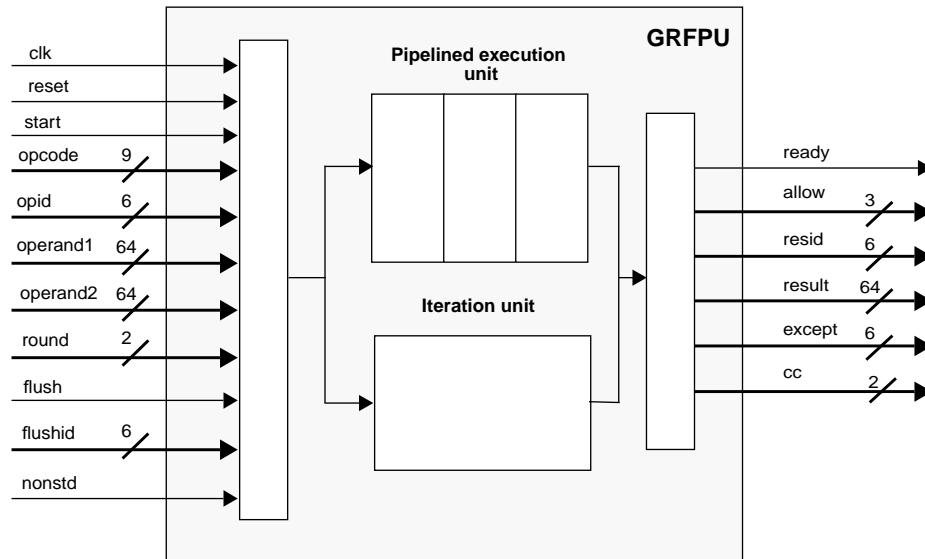 GRFPU
Pipelined execution
unit
Iteration unit
clk
reset
start
opcode 9
opid 6
operand1 64
operand2 64
round 2
flush
flushid 6
nonstd
ready
allow 3
resid 6
result 64
except 6
cc 2